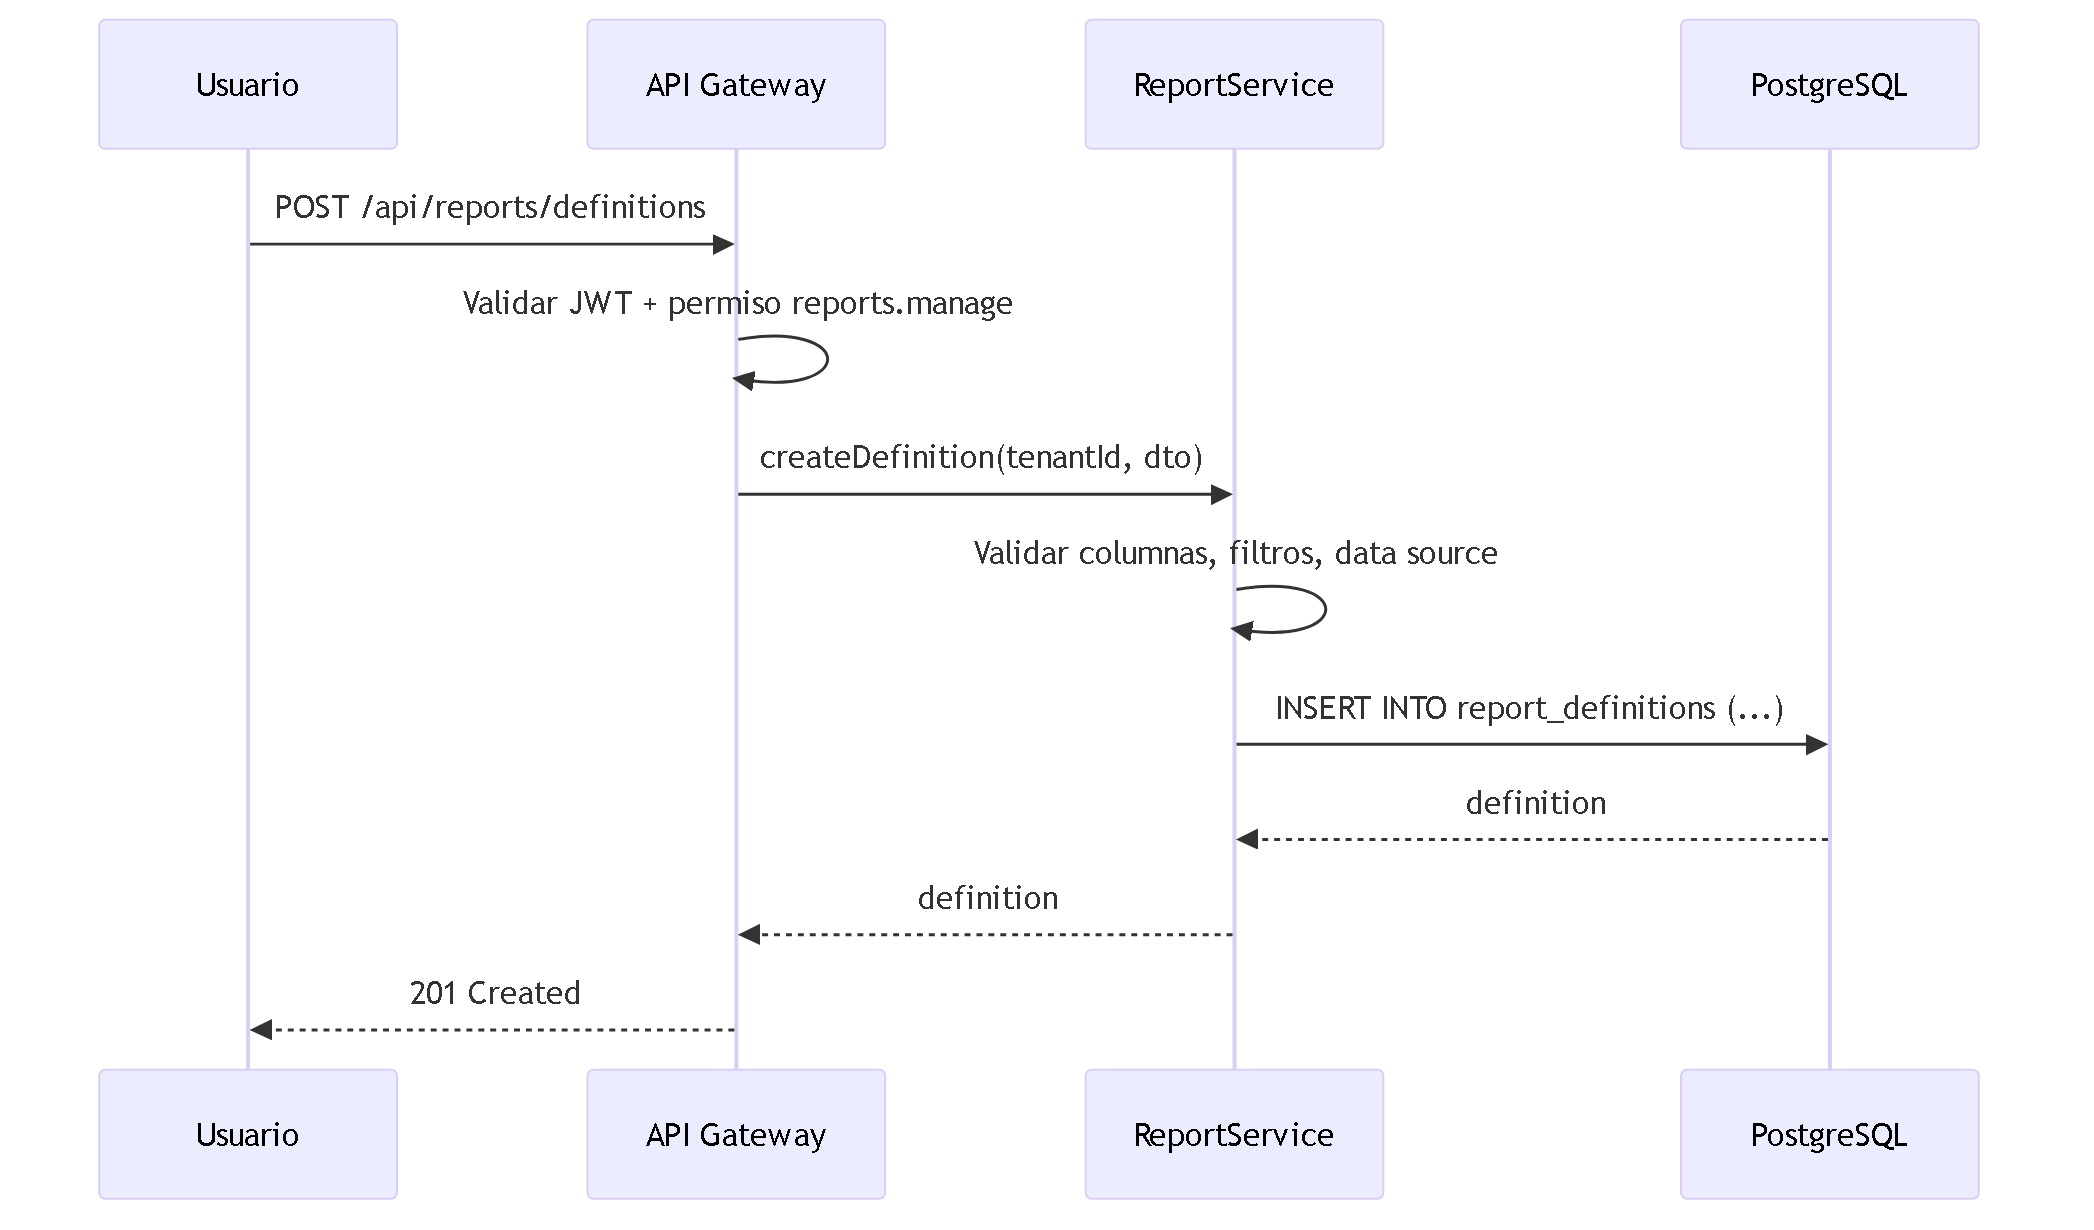 Usuario
API Gateway
ReportService
PostgreSQL
POST /api/reports/definitions
Validar JWT + permiso reports.manage
createDefinition(tenantId, dto)
Validar columnas, filtros, data source
INSERT INTO report_definitions (...)
definition
definition
201 Created
Usuario
API Gateway
ReportService
PostgreSQL